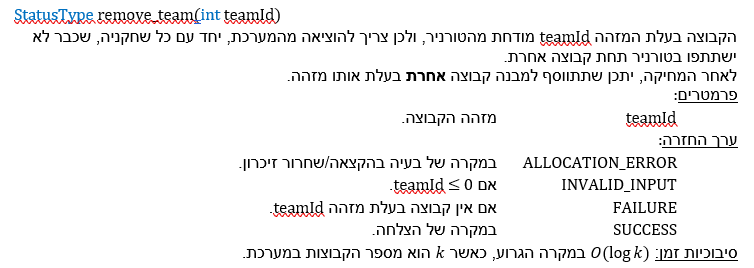 StatusType remove_team(int teamId)
הקבוצה בעלת המזהה teamId מודחת מהטורניר, ולכן צריך להוציאה מהמערכת, יחד עם כל שחקניה, שכבר לא
ישתתפו בטורניר תחת קבוצה אחרת.
לאחר המחיקה, יתכן שתתווסף למבנה קבוצה אחרת בעלת אותו מזהה.
פרמטרים:
teamId מזהה הקבוצה.
ערך החזרה:
ALLOCATION_ERROR במקרה של בעיה בהקצאה/שחרור זיכרון.
INVALID_INPUT אם teamId ≤ 0.
FAILURE אם אין קבוצה בעלת מזהה teamId.
SUCCESS במקרה של הצלחה.
סיבוכיות זמן: O(log k) במקרה הגרוע, כאשר k הוא מספר הקבוצות במערכת.